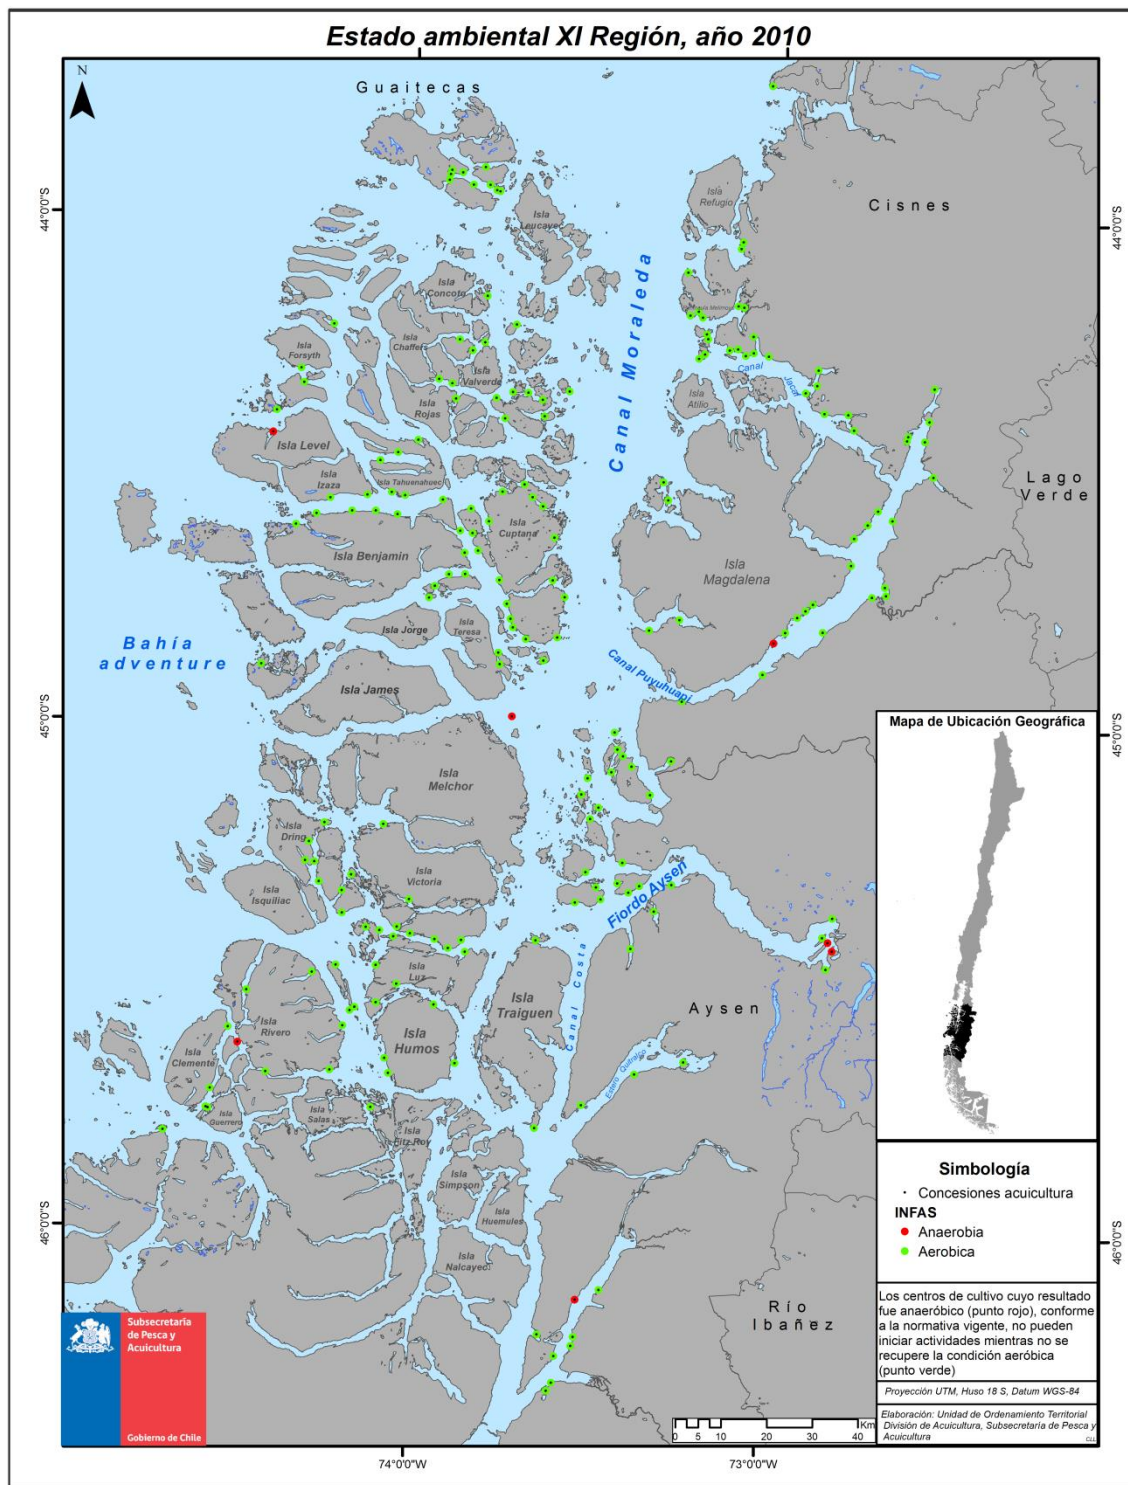 Estado ambiental XI Región, año 2010
N
Guaitecas
Isla
Refugio
Cisnes
44°0'0"S
44°0'0"S
Isla
Leucaye
Isla
Concoto
Canal Moraleda
Isla
Forsyth
Isla
Chaffers
Isla
Valverde
Canal
Jacaf
Isla
Rojas
Isla
Atilio
Isla Level
Isla
Izaza
Isla Tahuenahuec
Lago
Verde
Isla
Cuptana
Isla Benjamin
Isla
Magdalena
Isla Jorge
Isla
Teresa
Bahía
adventure
Canal Puyuhuapi
Isla James
45°0'0"S
45°0'0"S
Mapa de Ubicación Geográfica
Isla
Melchor
Isla
Dring
Isla
Victoria
Isla
Isquiliac
Fiordo Aysen
Canal Costa
Isla
Luz
Isla
Traiguen
Aysen
Isla
Rivero
Isla
Humos
Isla
Clemente
Estero Quitralco
Isla
Guerrero
Isla
Salas
Isla
Fitz Roy
Isla
Simpson
Isla
Huemules
Isla
Nalcayec
46°0'0"S
46°0'0"S
Simbología
Concesiones acuicultura
INFAS
Anaerobia
Aerobica
Río
Ibañez
Los centros de cultivo cuyo resultado
fue anaeróbico (punto rojo), conforme
a la normativa vigente, no pueden
iniciar actividades mientras no se
recupere la condición aeróbica
(punto verde)
Subsecretaría
de Pesca y
Acuicultura
Gobierno de Chile
Proyección UTM, Huso 18 S, Datum WGS-84
Elaboración: Unidad de Ordenamiento Territorial
División de Acuicultura, Subsecretaría de Pesca y
Acuicultura
Km
0 5 10 20 30 40
74°0'0"W
73°0'0"W